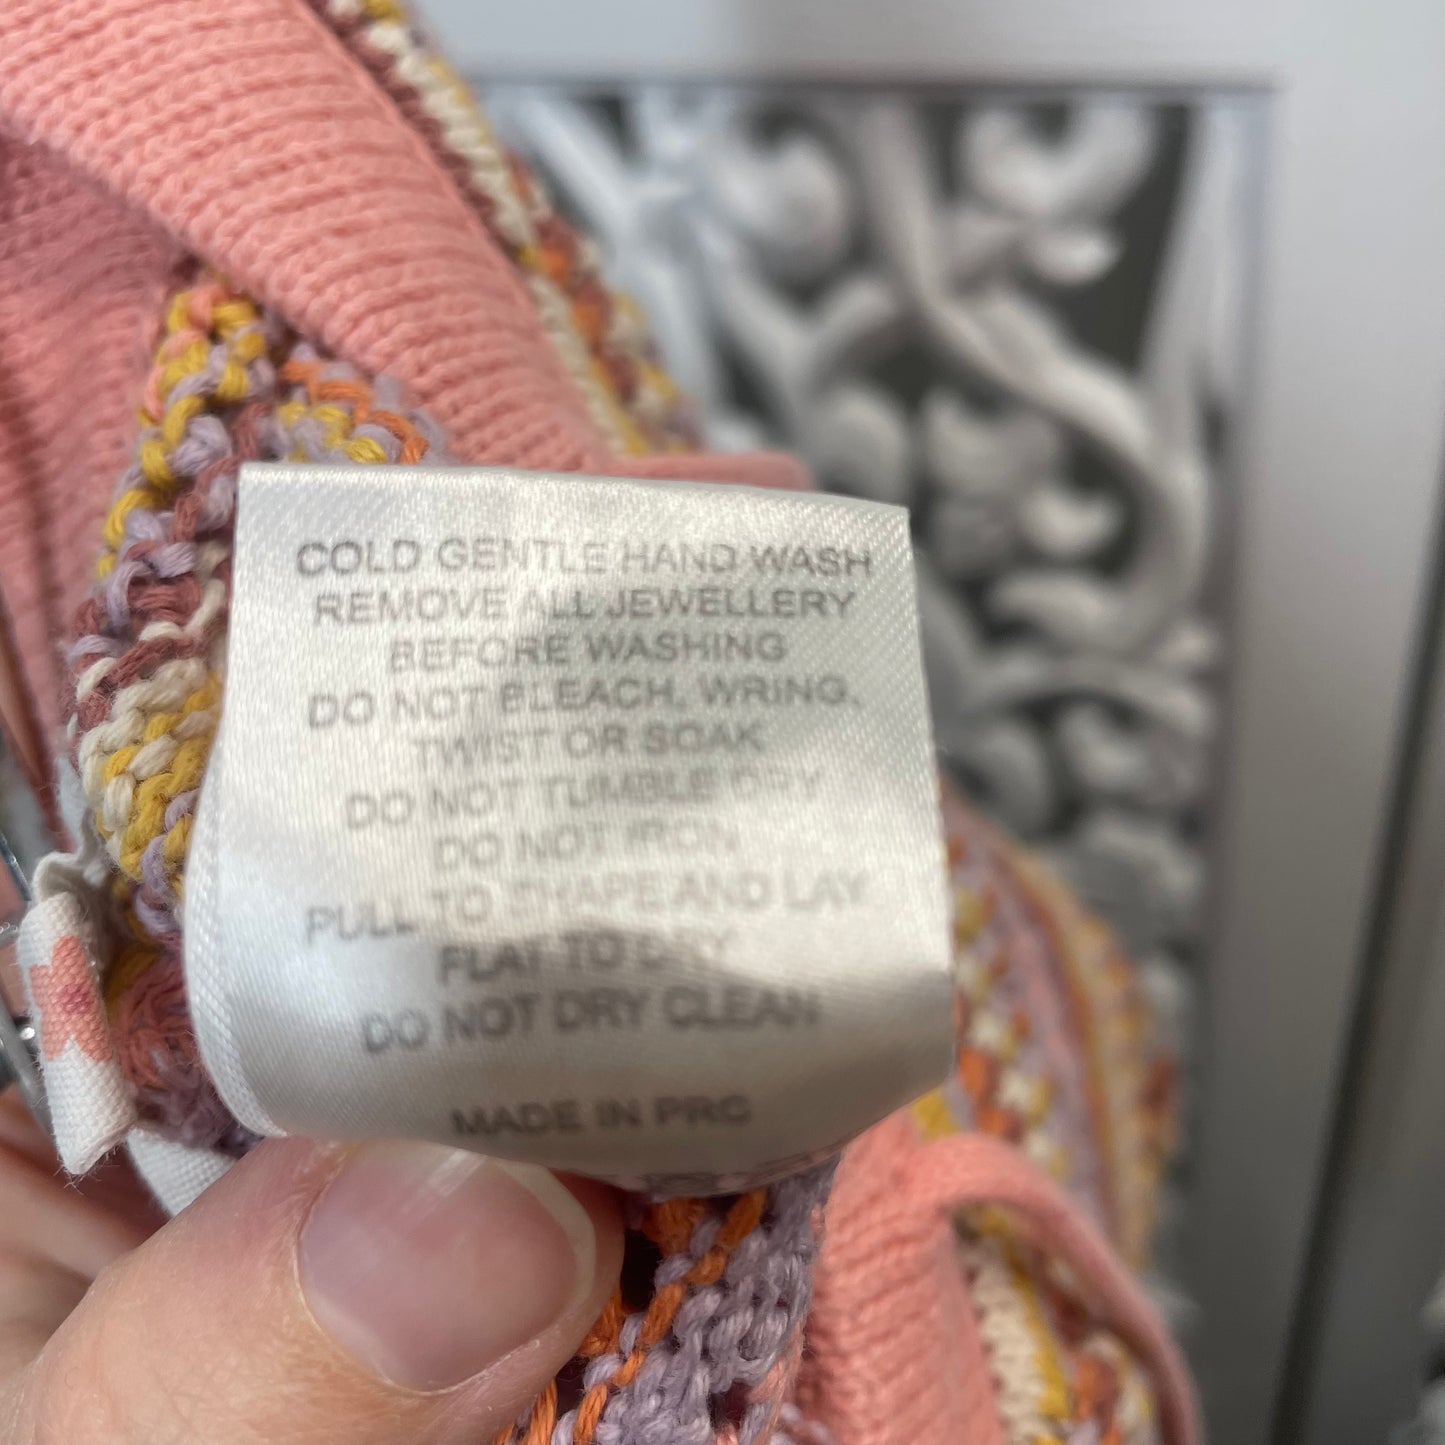 COLD GENTLE HAND WASH
REMOVE ALL JEWELLERY
BEFORE WASHING
DO NOT BLEACH, WRING,
TWIST OR SOAK
DO NOT TUMBLE DRY
DO NOT IRON
PULL TO SHAPE AND LAY
FLAT TO DRY
DO NOT DRY CLEAN
MADE IN PRC